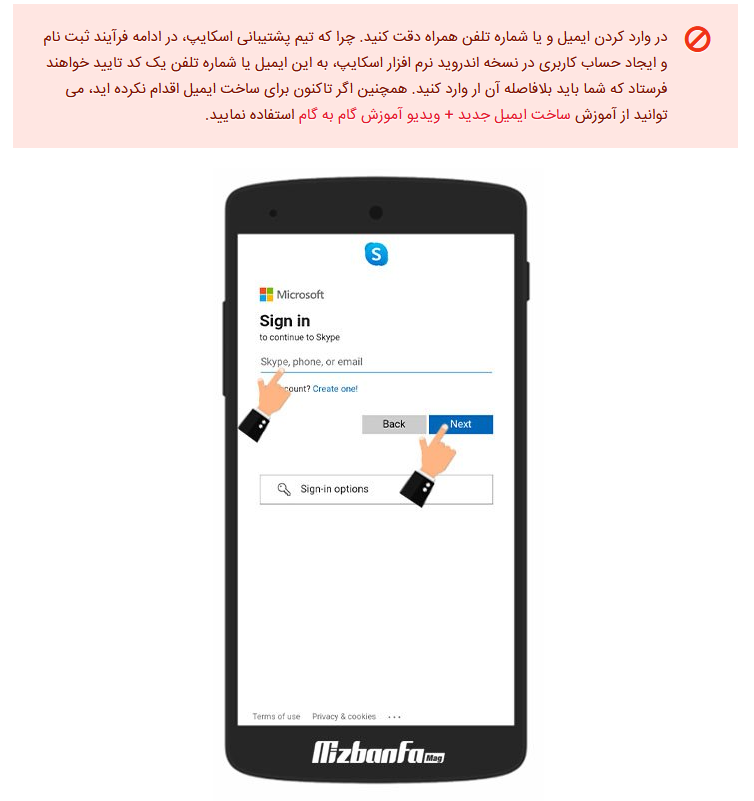 در وارد کردن ایمیل و یا شماره تلفن همراه دقت کنید. چرا که تیم پشتیبانی اسکایپ، در ادامه فرآیند ثبت نام
و ایجاد حساب کاربری در نسخه اندروید نرم افزار اسکایپ، به این ایمیل یا شماره تلفن یک کد تایید خواهند
فرستاد که شما باید بلافاصله آن ار وارد کنید. همچنین اگر تاکنون برای ساخت ایمیل اقدام نکرده اید، می
توانید از آموزش ساخت ایمیل جدید + ویدیو آموزش گام به گام استفاده نمایید.
S
Microsoft
Sign in
to continue to Skype
Skype, phone, or email
count? Create one!
Back
Next
Sign-in options
Terms of use
Privacy & cookies
...
MizbanFa Mag